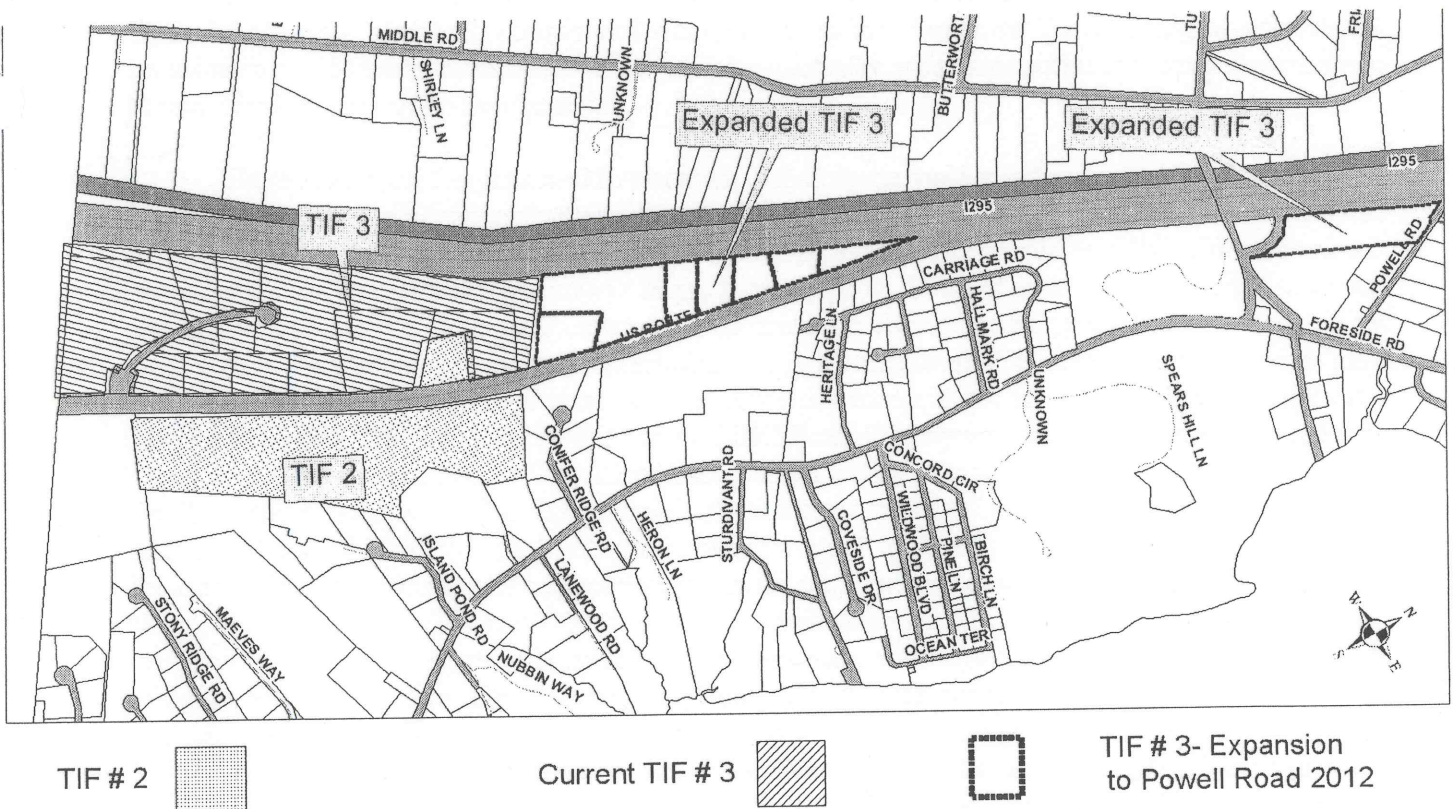 MIDDLE RD
SHIRLEY LN
UNKNOWN
BUTTERWORT
TU
FRI
Expanded TIF 3
Expanded TIF 3
I295
I295
TIF 3
US ROUTE
CARRIAGE RD
HALLMARK RD
HERITAGE LN
POWELL RD
FORESIDE RD
UNKNOWN
SPEARS HILL LN
TIF 2
CONIFER RIDGE RD
HERON LN
STURDIVANT RD
CONCORD CIR
COVESIDE DR
WILDWOOD BLVD
PINE LN
BIRCH LN
OCEAN TER
ISLAND POND RD
LANEWOOD RD
NUBBIN WAY
MAEVES WAY
STONY RIDGE RD
W
N
S
E
TIF # 2
Current TIF # 3
TIF # 3- Expansion
to Powell Road 2012